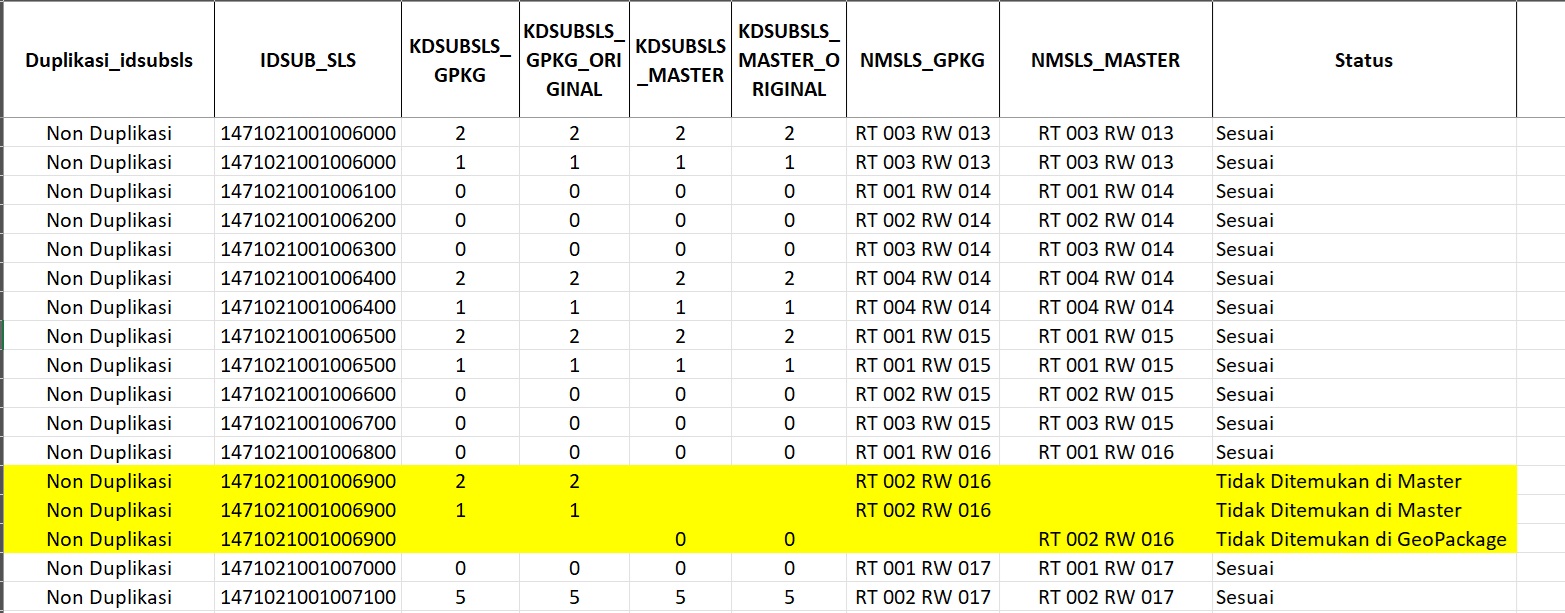 Duplikasi_idsubsls IDSUB_SLS KDSUBSLS_GPKG KDSUBSLS_GPKG_ORIGINAL KDSUBSLS_MASTER KDSUBSLS_MASTER_ORIGINAL NMSLS_GPKG NMSLS_MASTER Status
Non Duplikasi 1471021001006000 2 2 2 2 RT 003 RW 013 RT 003 RW 013 Sesuai
Non Duplikasi 1471021001006000 1 1 1 1 RT 003 RW 013 RT 003 RW 013 Sesuai
Non Duplikasi 1471021001006100 0 0 0 0 RT 001 RW 014 RT 001 RW 014 Sesuai
Non Duplikasi 1471021001006200 0 0 0 0 RT 002 RW 014 RT 002 RW 014 Sesuai
Non Duplikasi 1471021001006300 0 0 0 0 RT 003 RW 014 RT 003 RW 014 Sesuai
Non Duplikasi 1471021001006400 2 2 2 2 RT 004 RW 014 RT 004 RW 014 Sesuai
Non Duplikasi 1471021001006400 1 1 1 1 RT 004 RW 014 RT 004 RW 014 Sesuai
Non Duplikasi 1471021001006500 2 2 2 2 RT 001 RW 015 RT 001 RW 015 Sesuai
Non Duplikasi 1471021001006500 1 1 1 1 RT 001 RW 015 RT 001 RW 015 Sesuai
Non Duplikasi 1471021001006600 0 0 0 0 RT 002 RW 015 RT 002 RW 015 Sesuai
Non Duplikasi 1471021001006700 0 0 0 0 RT 003 RW 015 RT 003 RW 015 Sesuai
Non Duplikasi 1471021001006800 0 0 0 0 RT 001 RW 016 RT 001 RW 016 Sesuai
Non Duplikasi 1471021001006900 2 2 RT 002 RW 016 Tidak Ditemukan di Master
Non Duplikasi 1471021001006900 1 1 RT 002 RW 016 Tidak Ditemukan di Master
Non Duplikasi 1471021001006900 0 0 RT 002 RW 016 Tidak Ditemukan di GeoPackage
Non Duplikasi 1471021001007000 0 0 0 0 RT 001 RW 017 RT 001 RW 017 Sesuai
Non Duplikasi 1471021001007100 5 5 5 5 RT 002 RW 017 RT 002 RW 017 Sesuai